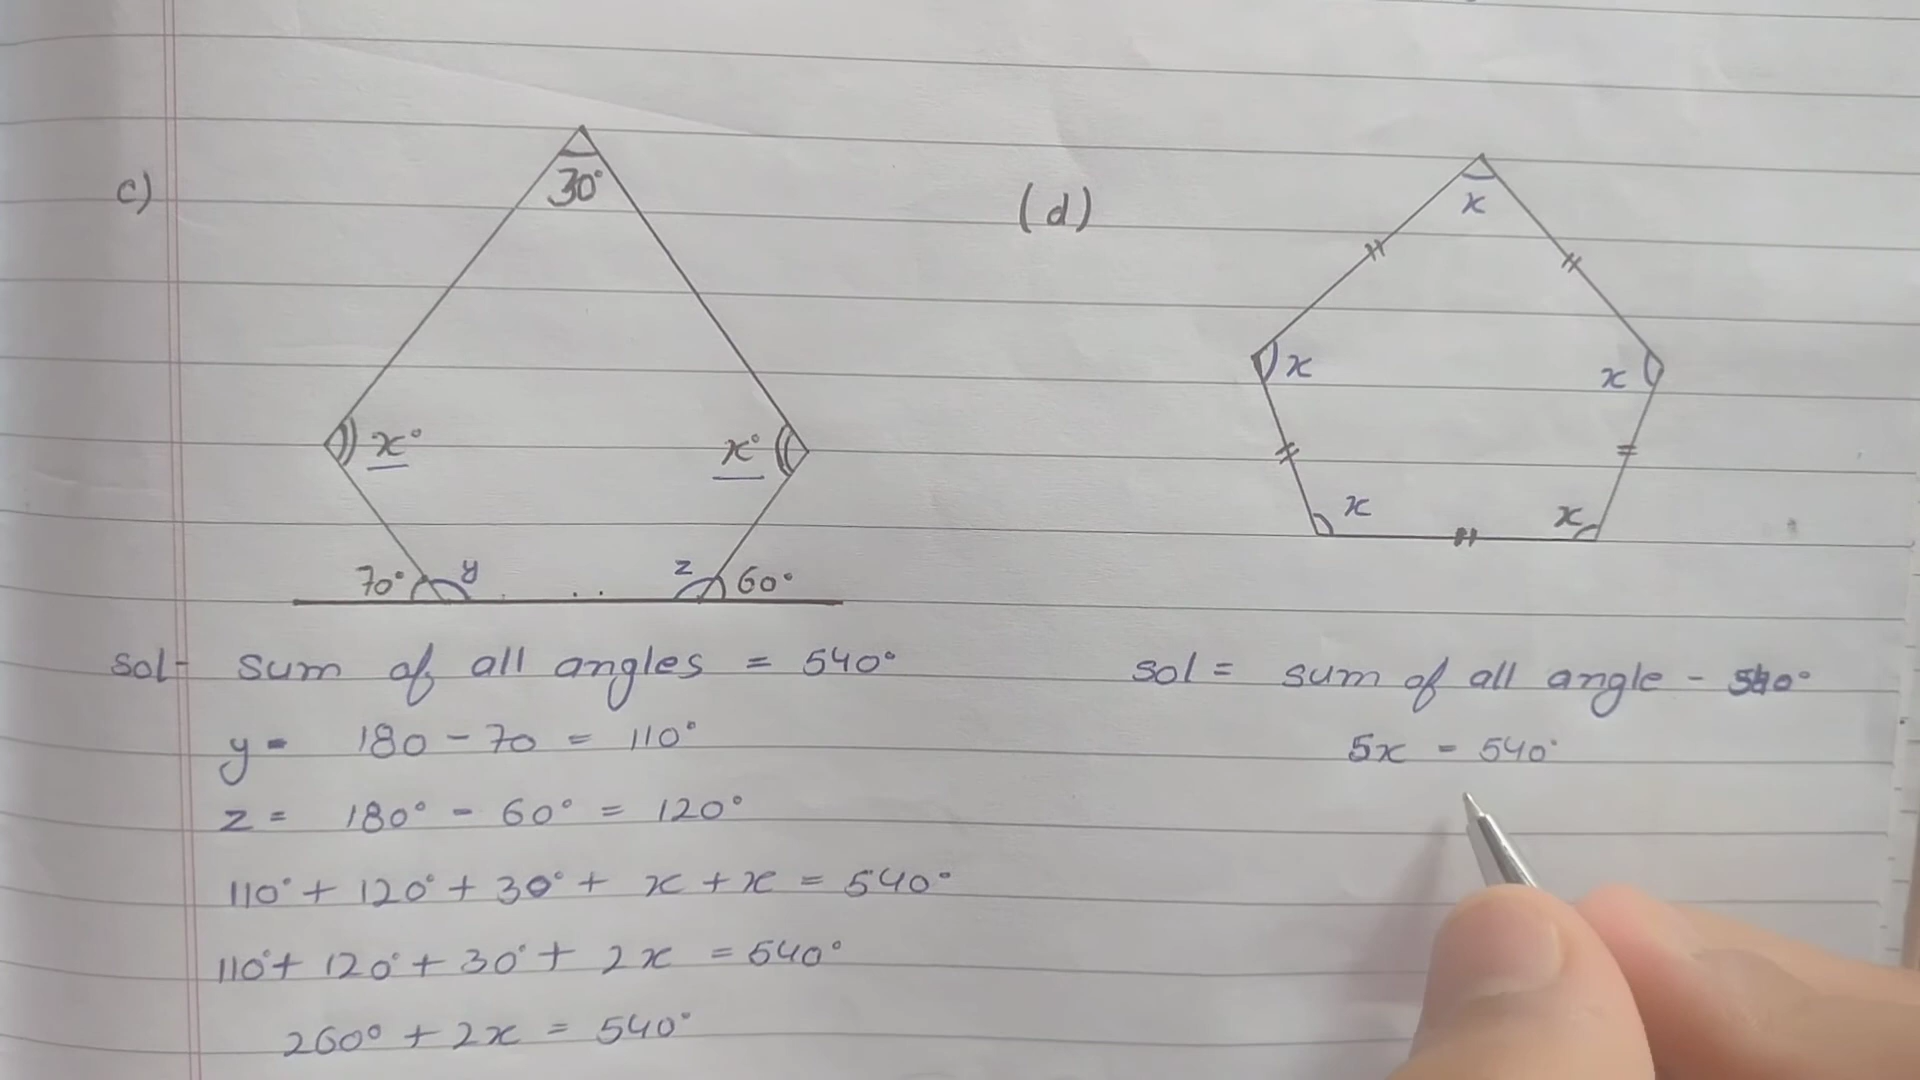 c)
30°
x° x°
70° y z 60°
sol- sum of all angles = 540°
y = 180 - 70 = 110°
z = 180° - 60° = 120°
110° + 120° + 30° + x + x = 540°
110° + 120° + 30° + 2x = 540°
260° + 2x = 540°
(d)
x
x x
x x
sol = sum of all angle - 540°
5x = 540°